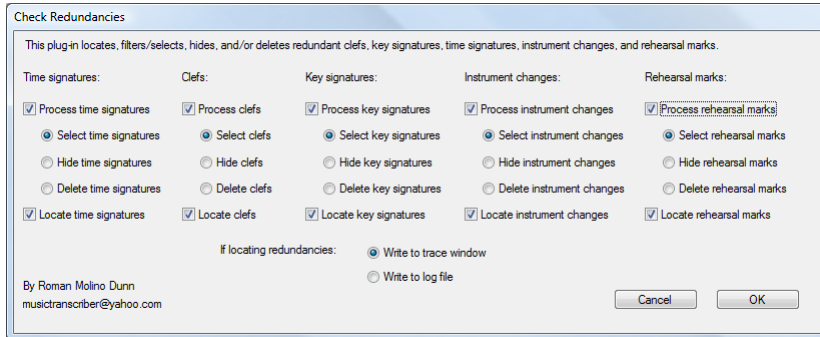 Check Redundancies
This plug-in locates, filters/selects, hides, and/or deletes redundant clefs, key signatures, time signatures, instrument changes, and rehearsal marks.
Time signatures: Clefs: Key signatures: Instrument changes: Rehearsal marks:
Process time signatures Process clefs Process key signatures Process instrument changes Process rehearsal marks
Select time signatures Select clefs Select key signatures Select instrument changes Select rehearsal marks
Hide time signatures Hide clefs Hide key signatures Hide instrument changes Hide rehearsal marks
Delete time signatures Delete clefs Delete key signatures Delete instrument changes Delete rehearsal marks
Locate time signatures Locate clefs Locate key signatures Locate instrument changes Locate rehearsal marks
If locating redundancies: Write to trace window
Write to log file
By Roman Molino Dunn
musictranscriber@yahoo.com
Cancel OK